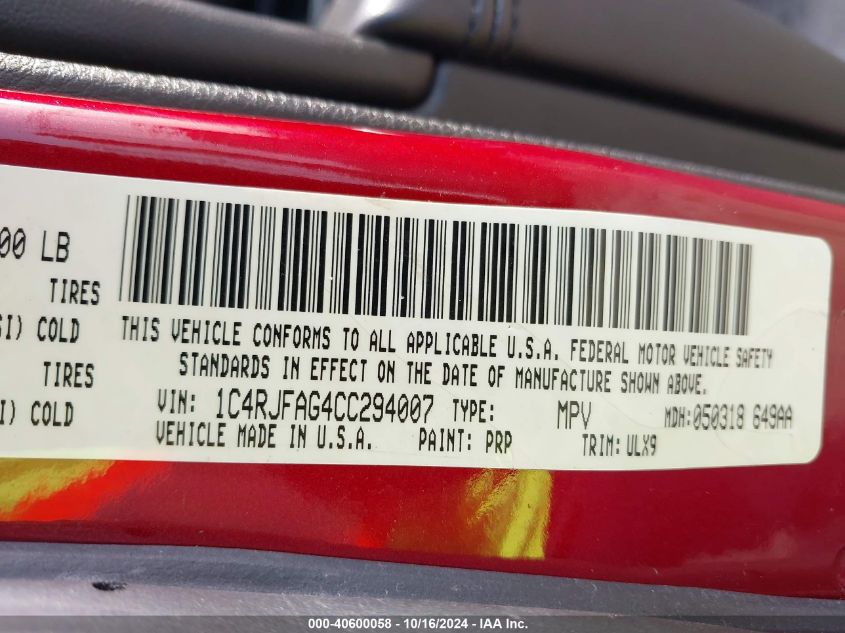 00 LB
TIRES
SI) COLD
TIRES
I) COLD
THIS VEHICLE CONFORMS TO ALL APPLICABLE U.S.A. FEDERAL MOTOR VEHICLE SAFETY
STANDARDS IN EFFECT ON THE DATE OF MANUFACTURE SHOWN ABOVE.
VIN: 1C4RJFAG4CC294007 TYPE: MPV MDH:050318 649AA
VEHICLE MADE IN U.S.A. PAINT: PRP TRIM: ULX9
000-40600058 - 10/16/2024 - IAA Inc.